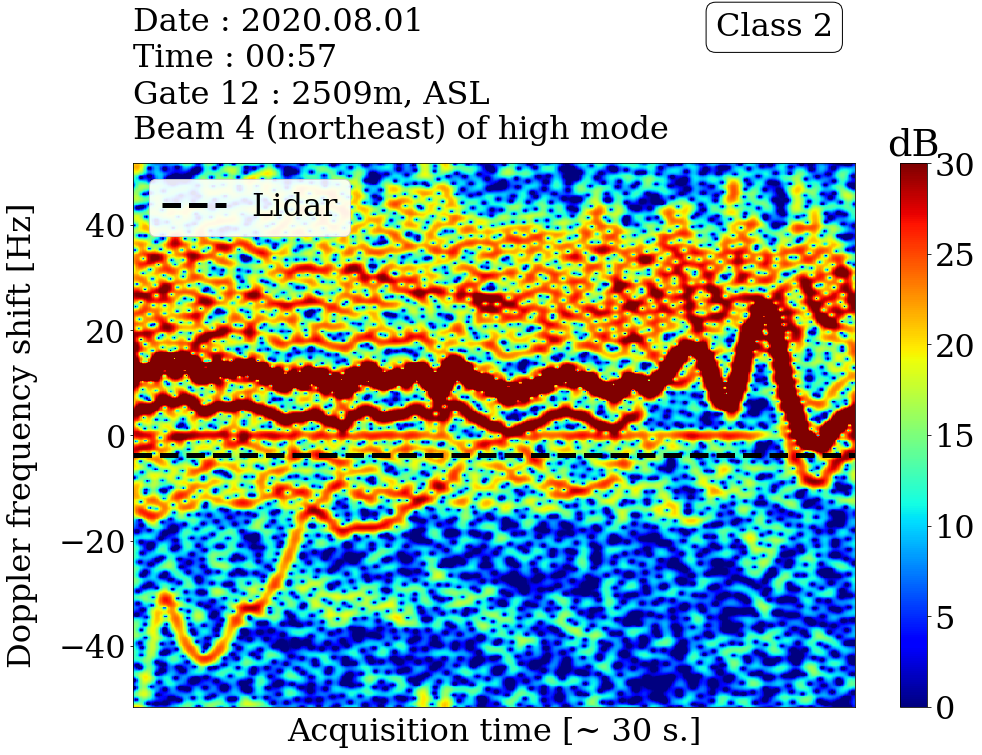 Date : 2020.08.01
Time : 00:57
Gate 12 : 2509m, ASL
Beam 4 (northeast) of high mode
Class 2
dB
Lidar
Doppler frequency shift [Hz]
40
20
0
−20
−40
30
25
20
15
10
5
0
Acquisition time [~ 30 s.]